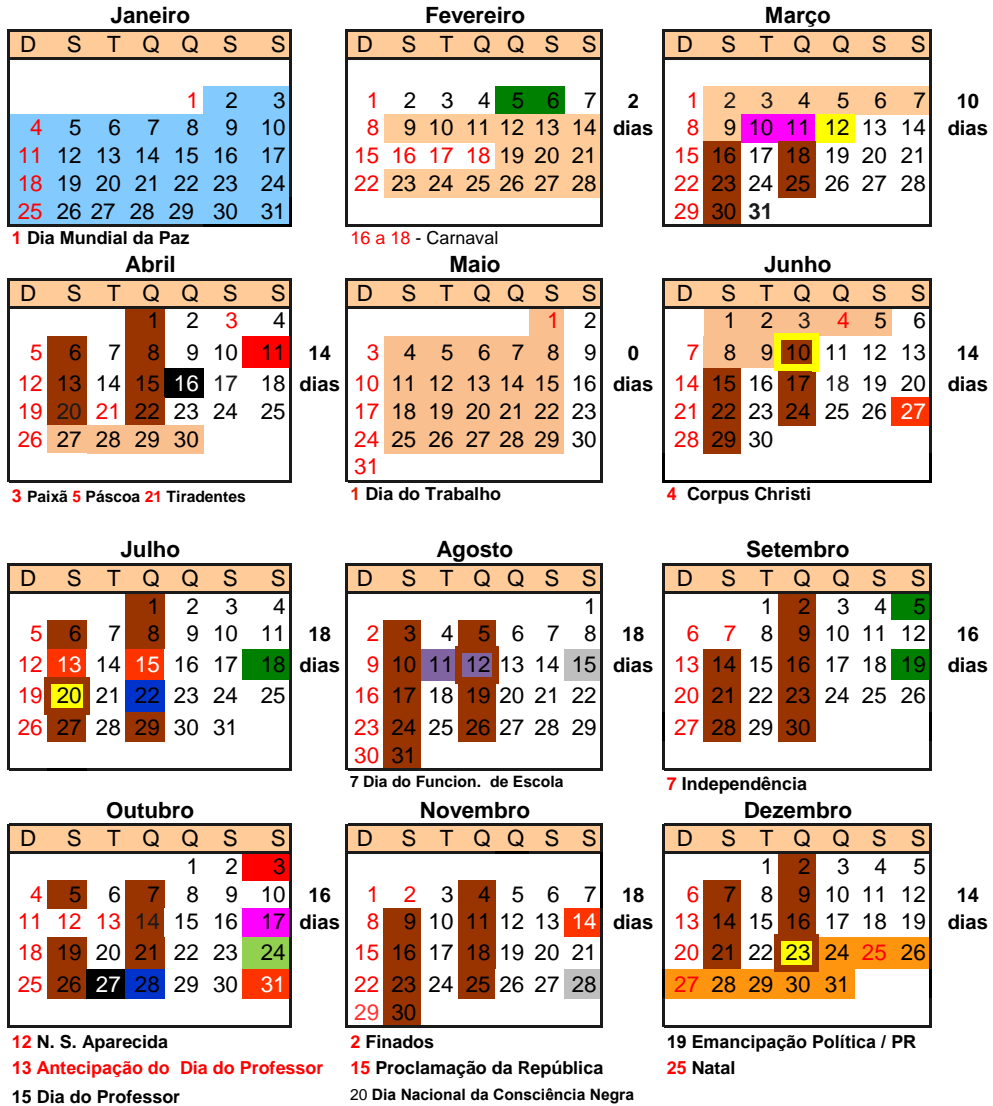 Janeiro Fevereiro Março
D S T Q Q S S D S T Q Q S S D S T Q Q S S
1 2 3 1 2 3 4 5 6 7 2 1 2 3 4 5 6 7 10
4 5 6 7 8 9 10 8 9 10 11 12 13 14 dias 8 9 10 11 12 13 14 dias
11 12 13 14 15 16 17 15 16 17 18 19 20 21 15 16 17 18 19 20 21
18 19 20 21 22 23 24 22 23 24 25 26 27 28 22 23 24 25 26 27 28
25 26 27 28 29 30 31 29 30 31
1 Dia Mundial da Paz 16 a 18 - Carnaval
Abril Maio Junho
D S T Q Q S S D S T Q Q S S D S T Q Q S S
1 2 3 4 1 2 1 2 3 4 5 6
5 6 7 8 9 10 11 14 3 4 5 6 7 8 9 0 7 8 9 10 11 12 13 14
12 13 14 15 16 17 18 dias 10 11 12 13 14 15 16 dias 14 15 16 17 18 19 20 dias
19 20 21 22 23 24 25 17 18 19 20 21 22 23 21 22 23 24 25 26 27
26 27 28 29 30 24 25 26 27 28 29 30 28 29 30
31
3 Paixã 5 Páscoa 21 Tiradentes 1 Dia do Trabalho 4 Corpus Christi
Julho Agosto Setembro
D S T Q Q S S D S T Q Q S S D S T Q Q S S
1 2 3 4 1 1 2 3 4 5
5 6 7 8 9 10 11 18 2 3 4 5 6 7 8 18 6 7 8 9 10 11 12 16
12 13 14 15 16 17 18 dias 9 10 11 12 13 14 15 dias 13 14 15 16 17 18 19 dias
19 20 21 22 23 24 25 16 17 18 19 20 21 22 20 21 22 23 24 25 26
26 27 28 29 30 31 23 24 25 26 27 28 29 27 28 29 30
30 31
7 Dia do Funcion. de Escola 7 Independência
Outubro Novembro Dezembro
D S T Q Q S S D S T Q Q S S D S T Q Q S S
1 2 3 1 2 3 4 5
4 5 6 7 8 9 10 16 1 2 3 4 5 6 7 18 6 7 8 9 10 11 12 14
11 12 13 14 15 16 17 dias 8 9 10 11 12 13 14 dias 13 14 15 16 17 18 19 dias
18 19 20 21 22 23 24 15 16 17 18 19 20 21 20 21 22 23 24 25 26
25 26 27 28 29 30 31 22 23 24 25 26 27 28 27 28 29 30 31
29 30
12 N. S. Aparecida 2 Finados 19 Emancipação Política / PR
13 Antecipação do Dia do Professor 15 Proclamação da República 25 Natal
15 Dia do Professor 20 Dia Nacional da Consciência Negra